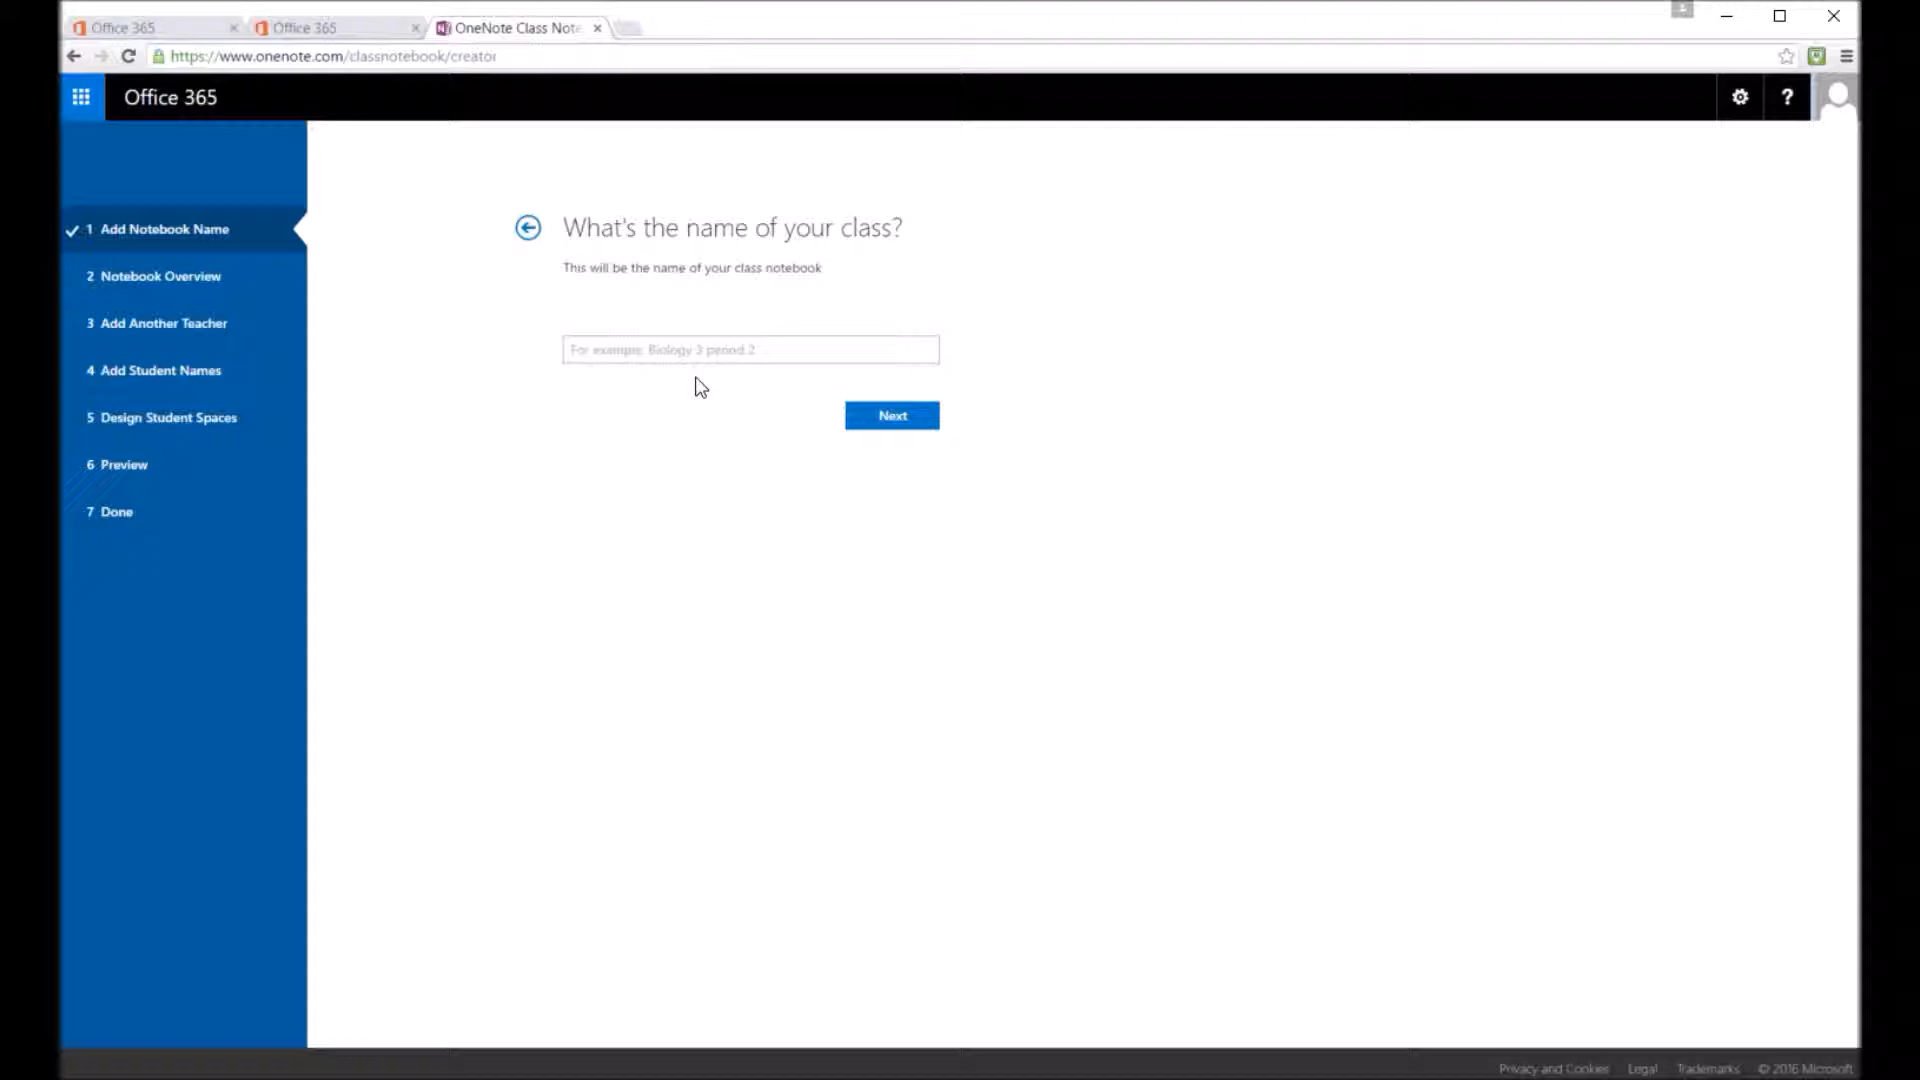 Office 365
Office 365
OneNote Class Note
https://www.onenote.com/classnotebook/creator
Office 365
?
1 Add Notebook Name
2 Notebook Overview
3 Add Another Teacher
4 Add Student Names
5 Design Student Spaces
6 Preview
7 Done
What's the name of your class?
This will be the name of your class notebook
For example: Biology 3 period 2
Next
Privacy and Cookies Legal Trademarks © 2016 Microsoft